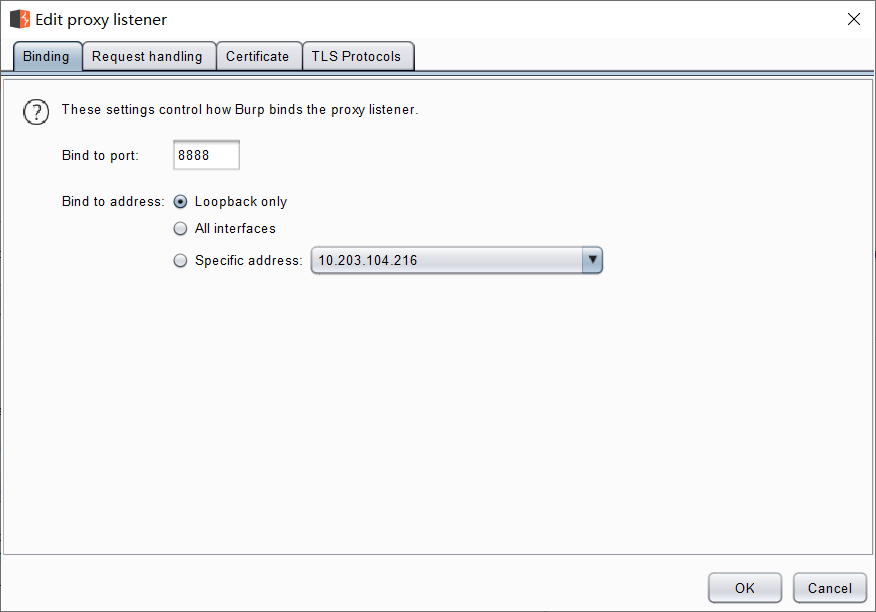 Edit proxy listener
Binding Request handling Certificate TLS Protocols
? These settings control how Burp binds the proxy listener.
Bind to port: 8888
Bind to address: Loopback only
All interfaces
Specific address: 10.203.104.216
OK Cancel